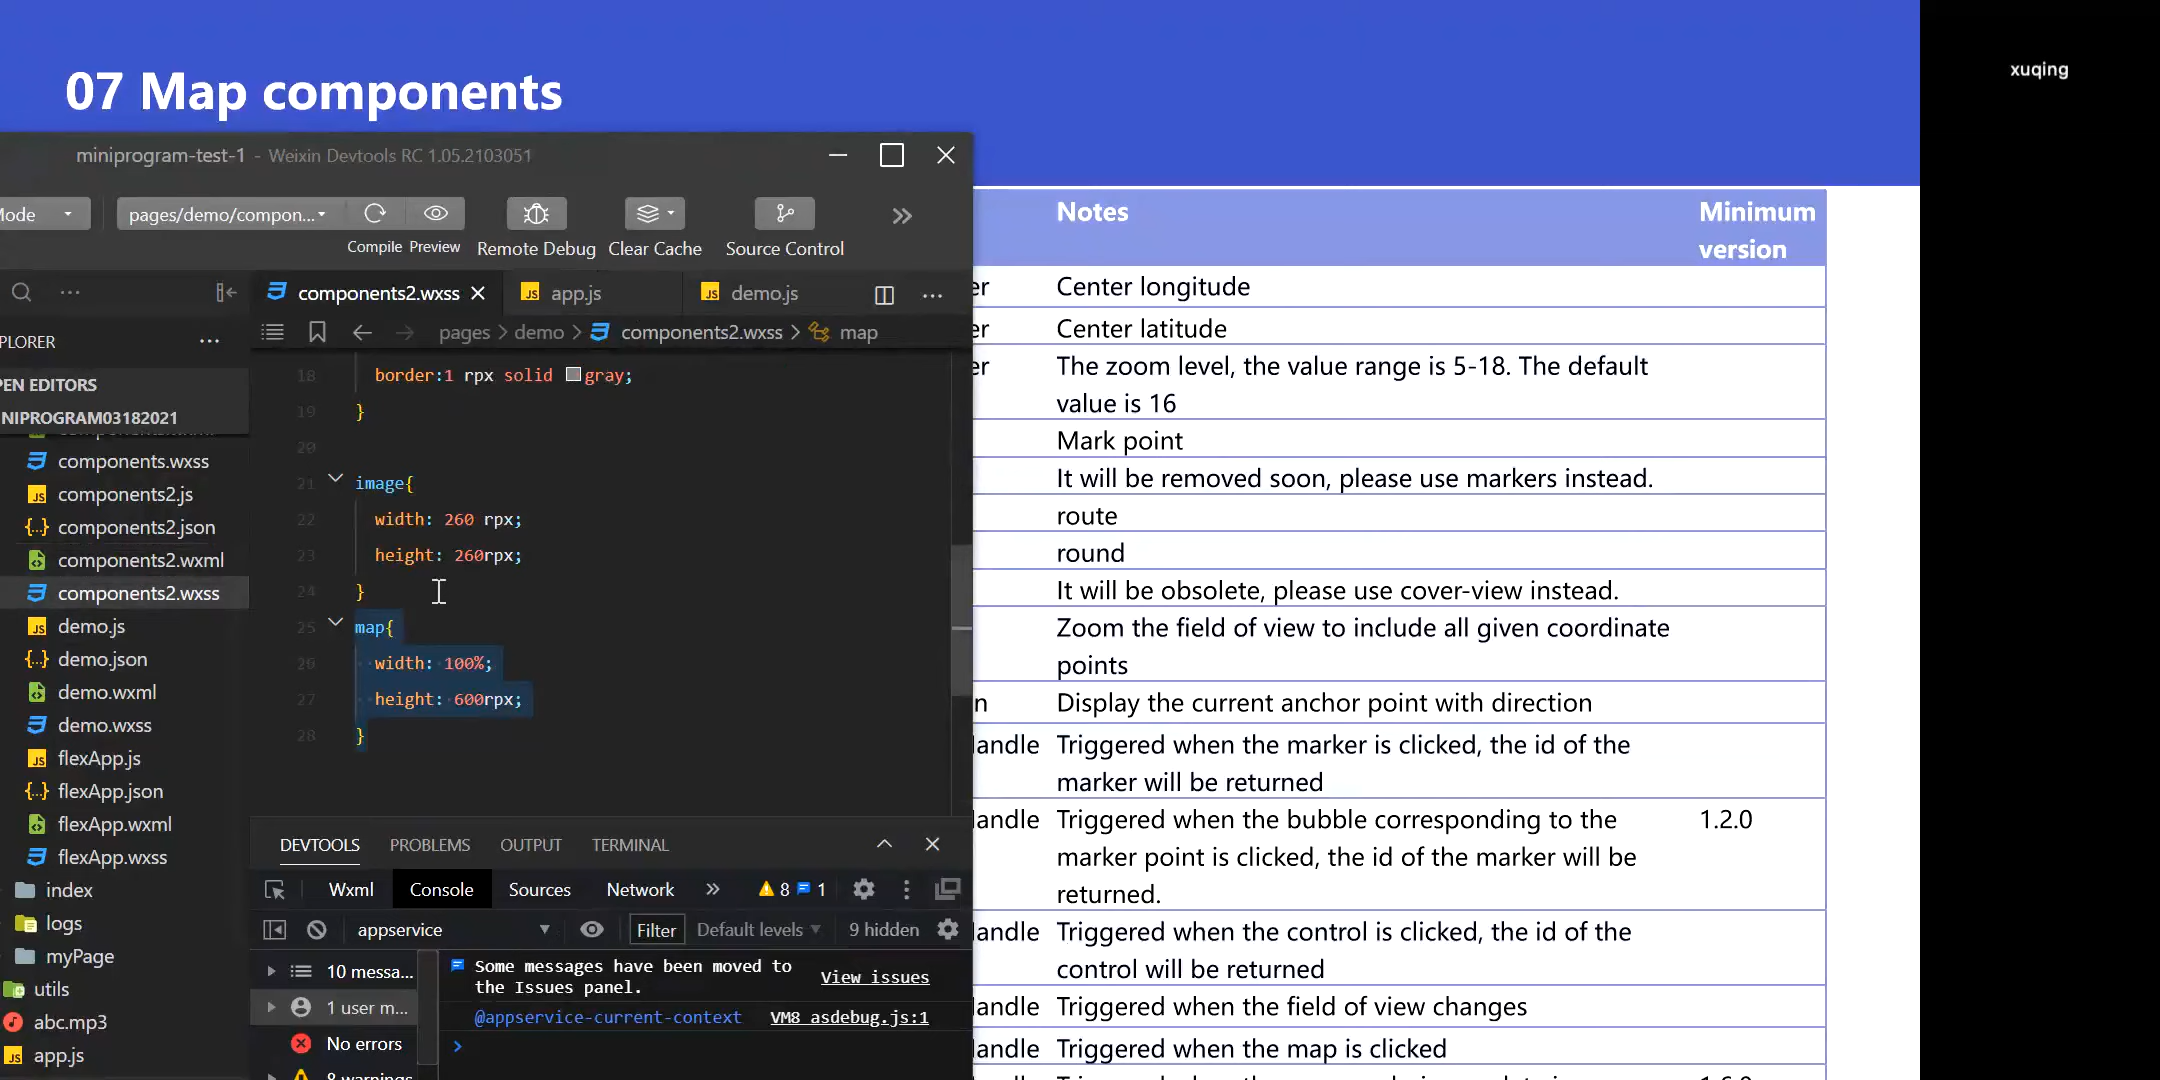 07 Map components
xuqing
miniprogram-test-1 - Weixin Devtools RC 1.05.2103051
Mode
pages/demo/compon...
Compile Preview Remote Debug Clear Cache Source Control
components2.wxss
app.js
demo.js
pages > demo > components2.wxss > map
PLORER
PEN EDITORS
NIPROGRAM03182021
components.wxss
components2.js
components2.json
components2.wxml
components2.wxss
demo.js
demo.json
demo.wxml
demo.wxss
flexApp.js
flexApp.json
flexApp.wxml
flexApp.wxss
index
logs
myPage
utils
abc.mp3
app.js
18 border:1 rpx solid gray;
19 }
20
21 image{
22 width: 260 rpx;
23 height: 260rpx;
24 }
25 map{
26 width: 100%;
27 height: 600rpx;
28 }
DEVTOOLS PROBLEMS OUTPUT TERMINAL
Wxml Console Sources Network 8 1
appservice Filter Default levels 9 hidden
10 messa...
1 user m...
No errors
8 warnings
Some messages have been moved to
the Issues panel.
View issues
@appservice-current-context VM8 asdebug.js:1
Notes
Minimum
version
er Center longitude
er Center latitude
er The zoom level, the value range is 5-18. The default
value is 16
Mark point
It will be removed soon, please use markers instead.
route
round
It will be obsolete, please use cover-view instead.
Zoom the field of view to include all given coordinate
points
n Display the current anchor point with direction
Handle Triggered when the marker is clicked, the id of the
marker will be returned
Handle Triggered when the bubble corresponding to the 1.2.0
marker point is clicked, the id of the marker will be
returned.
Handle Triggered when the control is clicked, the id of the
control will be returned
Handle Triggered when the field of view changes
Handle Triggered when the map is clicked